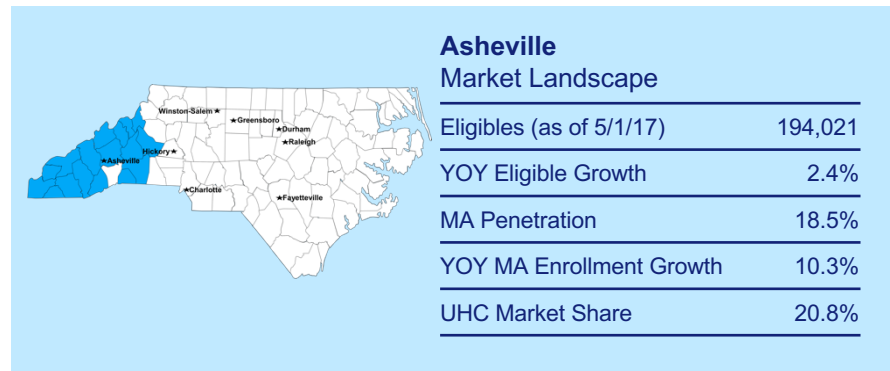 Asheville
Market Landscape
Eligibles (as of 5/1/17) 194,021
YOY Eligible Growth 2.4%
MA Penetration 18.5%
YOY MA Enrollment Growth 10.3%
UHC Market Share 20.8%
Winston-Salem
Greensboro
Durham
Raleigh
Hickory
Asheville
Charlotte
Fayetteville